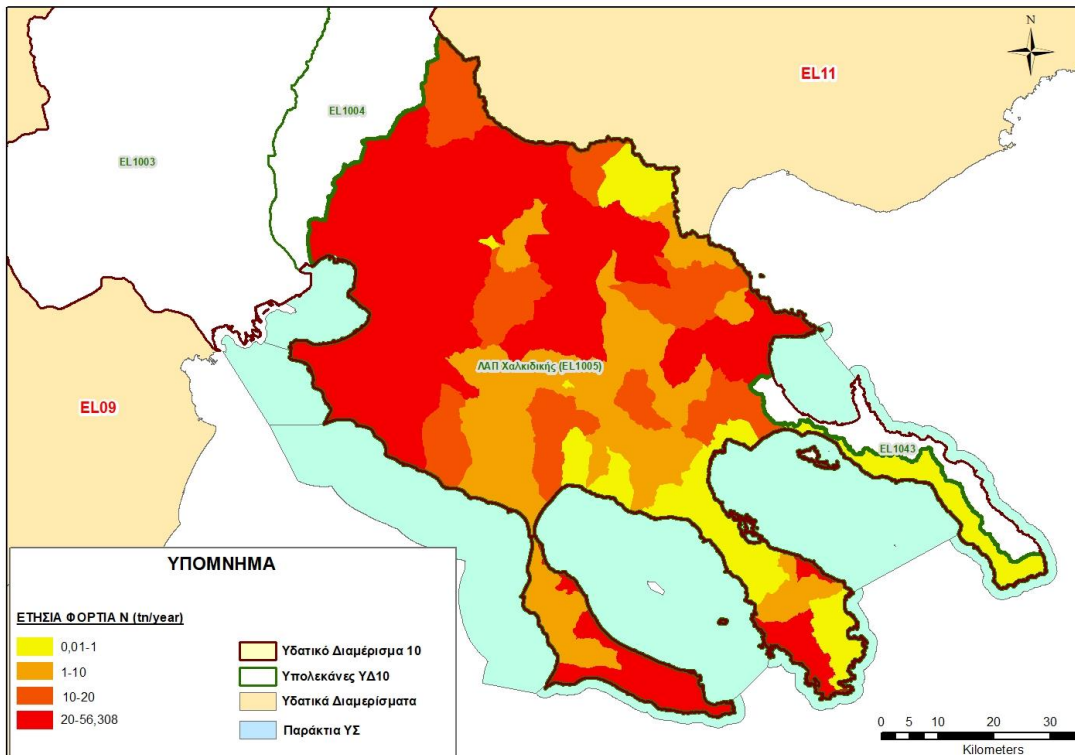 N
EL11
EL1004
EL1003
ΛΑΠ Χαλκιδικής (EL1005)
EL09
EL1043
ΥΠΟΜΝΗΜΑ
ΕΤΗΣΙΑ ΦΟΡΤΙΑ Ν (tn/year)
0,01-1
1-10
10-20
20-56,308
Υδατικό Διαμέρισμα 10
Υπολεκάνες ΥΔ10
Υδατικά Διαμερίσματα
Παράκτια ΥΣ
0 5 10 20 30
Kilometers